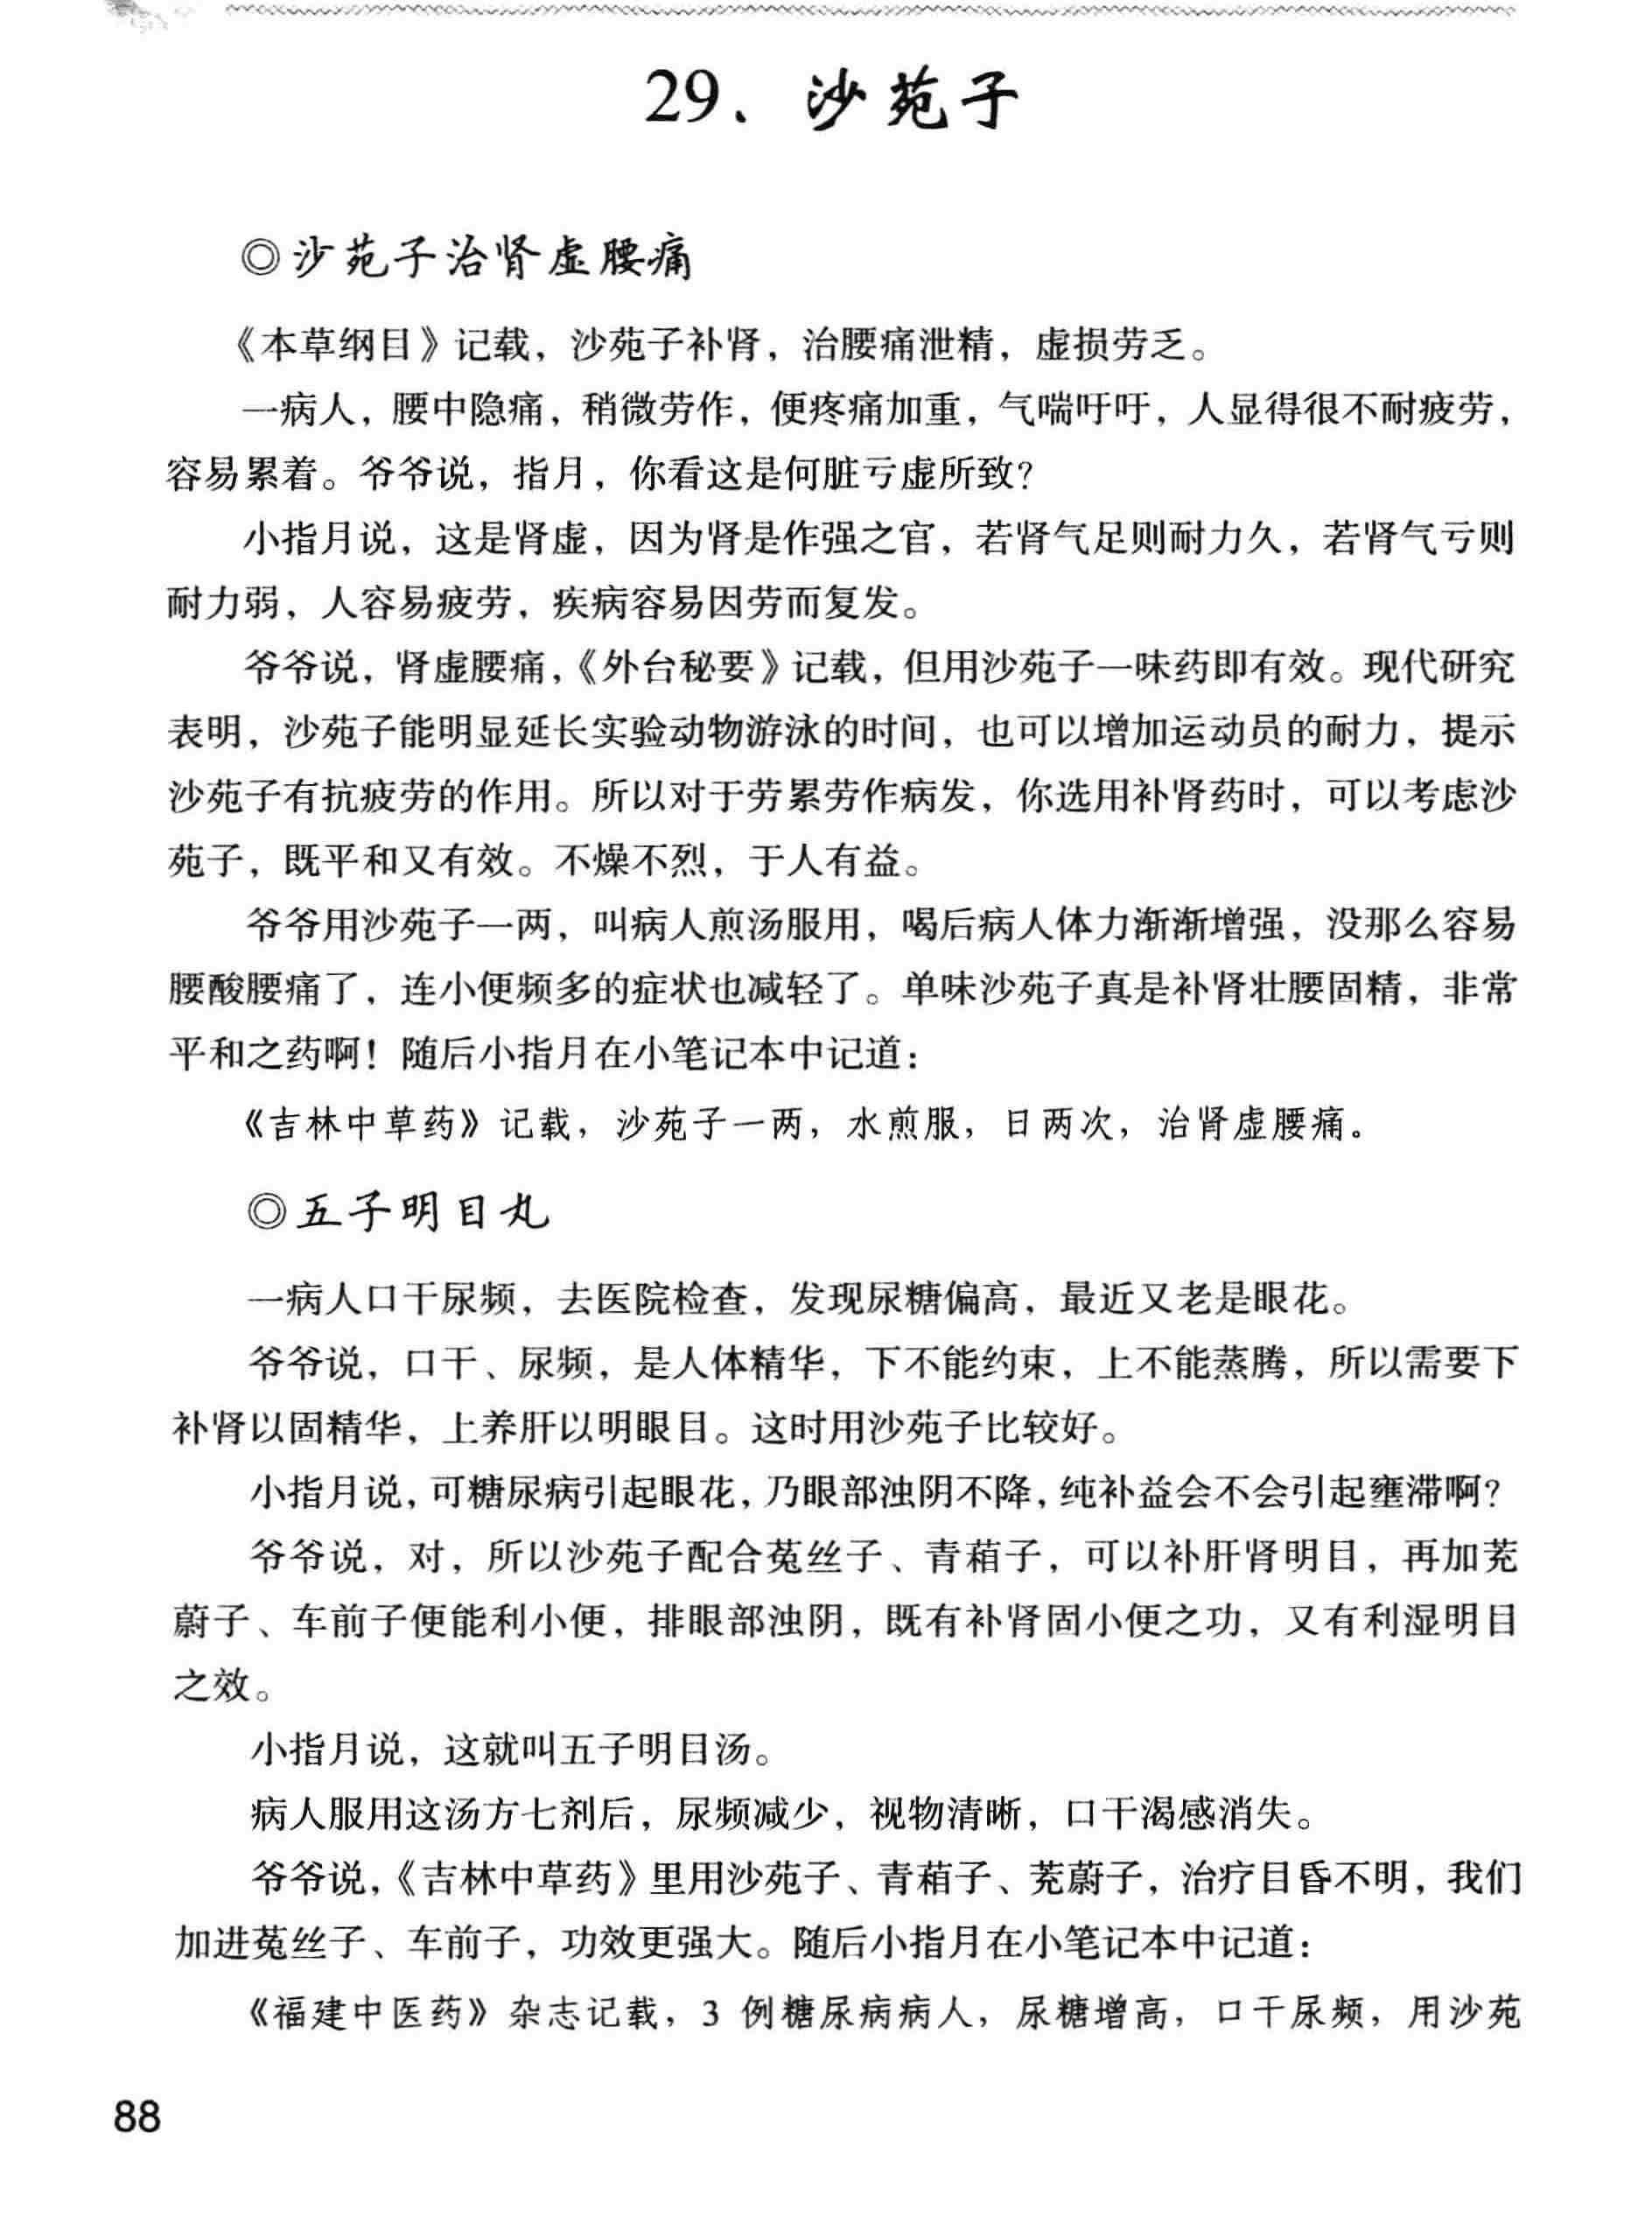 29、沙苑子
◎沙苑子治肾虚腰痛
《本草纲目》记载，沙苑子补肾，治腰痛泄精，虚损劳乏。
一病人，腰中隐痛，稍微劳作，便疼痛加重，气喘吁吁，人显得很不耐疲劳，
容易累着。爷爷说，指月，你看这是何脏亏虚所致？
小指月说，这是肾虚，因为肾是作强之官，若肾气足则耐力久，若肾气亏则
耐力弱，人容易疲劳，疾病容易因劳而复发。
爷爷说，肾虚腰痛，《外台秘要》记载，但用沙苑子一味药即有效。现代研究
表明，沙苑子能明显延长实验动物游泳的时间，也可以增加运动员的耐力，提示
沙苑子有抗疲劳的作用。所以对于劳累劳作病发，你选用补肾药时，可以考虑沙
苑子，既平和又有效。不燥不烈，于人有益。
爷爷用沙苑子一两，叫病人煎汤服用，喝后病人体力渐渐增强，没那么容易
腰酸腰痛了，连小便频多的症状也减轻了。单味沙苑子真是补肾壮腰固精，非常
平和之药啊！随后小指月在小笔记本中记道：
《吉林中草药》记载，沙苑子一两，水煎服，日两次，治肾虚腰痛。
◎五子明目丸
一病人口干尿频，去医院检查，发现尿糖偏高，最近又老是眼花。
爷爷说，口干、尿频，是人体精华，下不能约束，上不能蒸腾，所以需要下
补肾以固精华，上养肝以明眼目。这时用沙苑子比较好。
小指月说，可糖尿病引起眼花，乃眼部浊阴不降，纯补益会不会引起壅滞啊？
爷爷说，对，所以沙苑子配合菟丝子、青葙子，可以补肝肾明目，再加茺
蔚子、车前子便能利小便，排眼部浊阴，既有补肾固小便之功，又有利湿明目
之效。
小指月说，这就叫五子明目汤。
病人服用这汤方七剂后，尿频减少，视物清晰，口干渴感消失。
爷爷说，《吉林中草药》里用沙苑子、青葙子、茺蔚子，治疗目昏不明，我们
加进菟丝子、车前子，功效更强大。随后小指月在小笔记本中记道：
《福建中医药》杂志记载，3 例糖尿病病人，尿糖增高，口干尿频，用沙苑
88